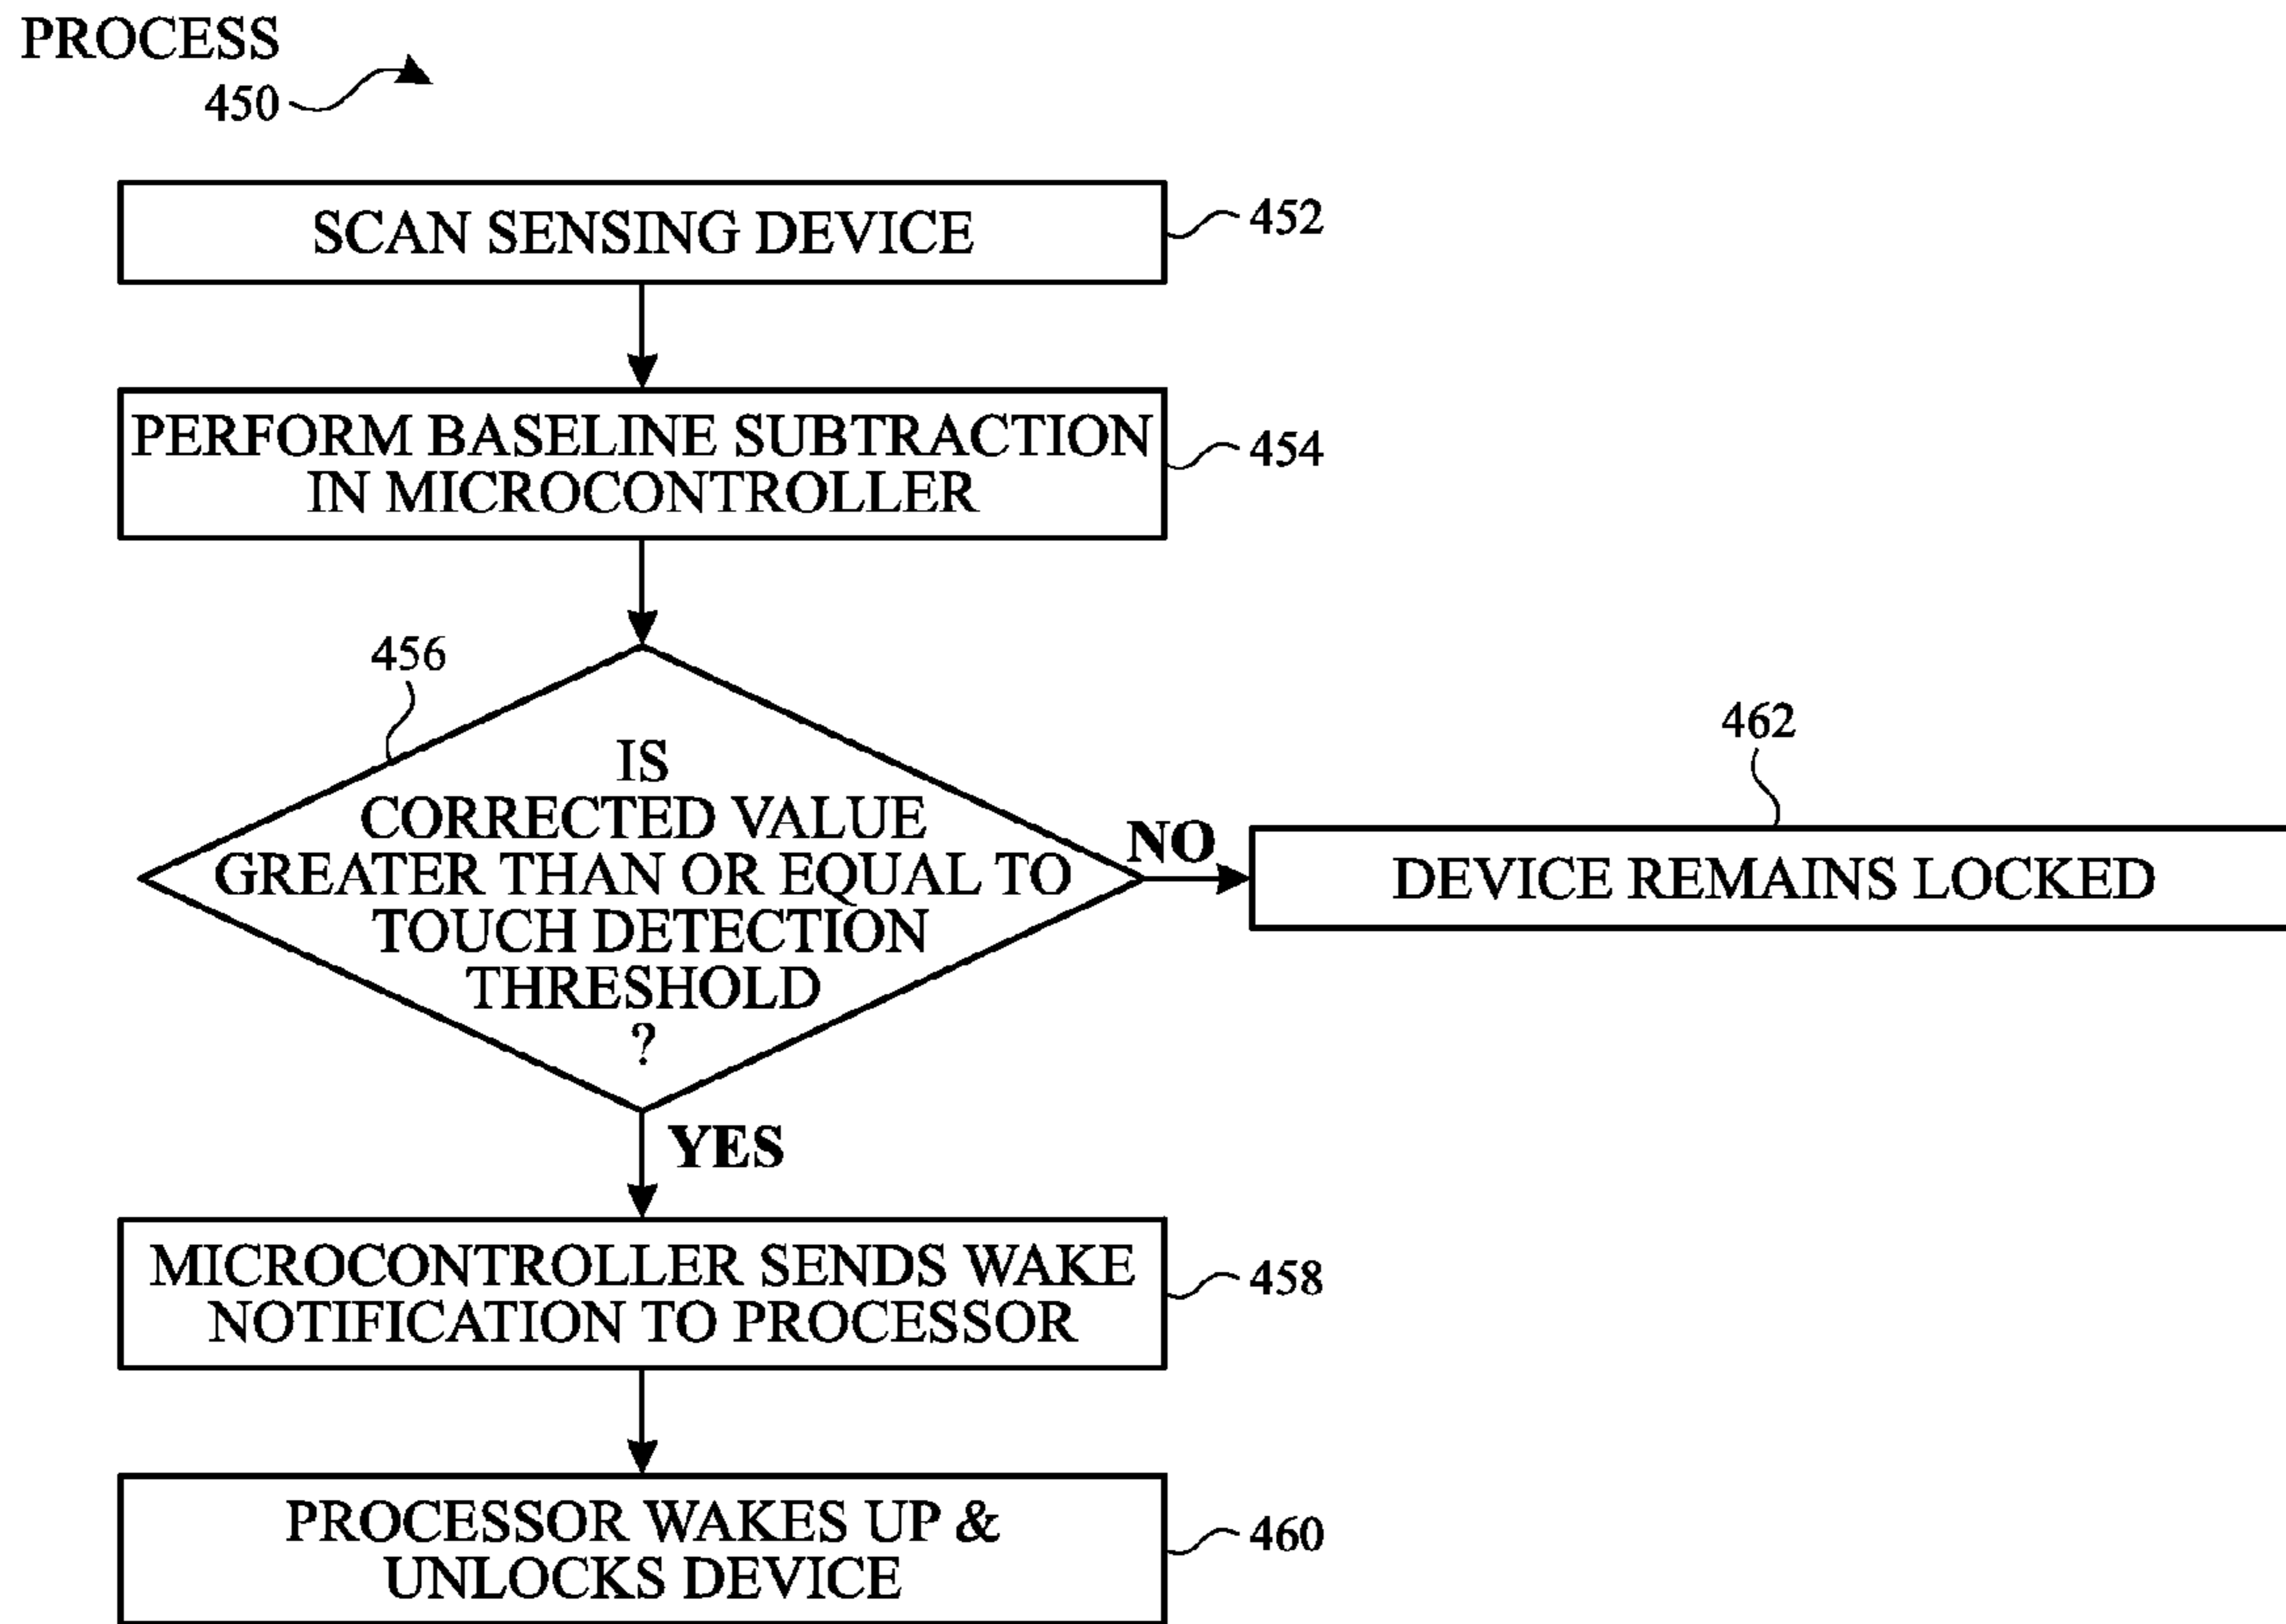 PROCESS
450
SCAN SENSING DEVICE
452
PERFORM BASELINE SUBTRACTION
IN MICROCONTROLLER
454
456
IS
CORRECTED VALUE
GREATER THAN OR EQUAL TO
TOUCH DETECTION
THRESHOLD
?
NO
462
DEVICE REMAINS LOCKED
YES
MICROCONTROLLER SENDS WAKE
NOTIFICATION TO PROCESSOR
458
PROCESSOR WAKES UP &
UNLOCKS DEVICE
460